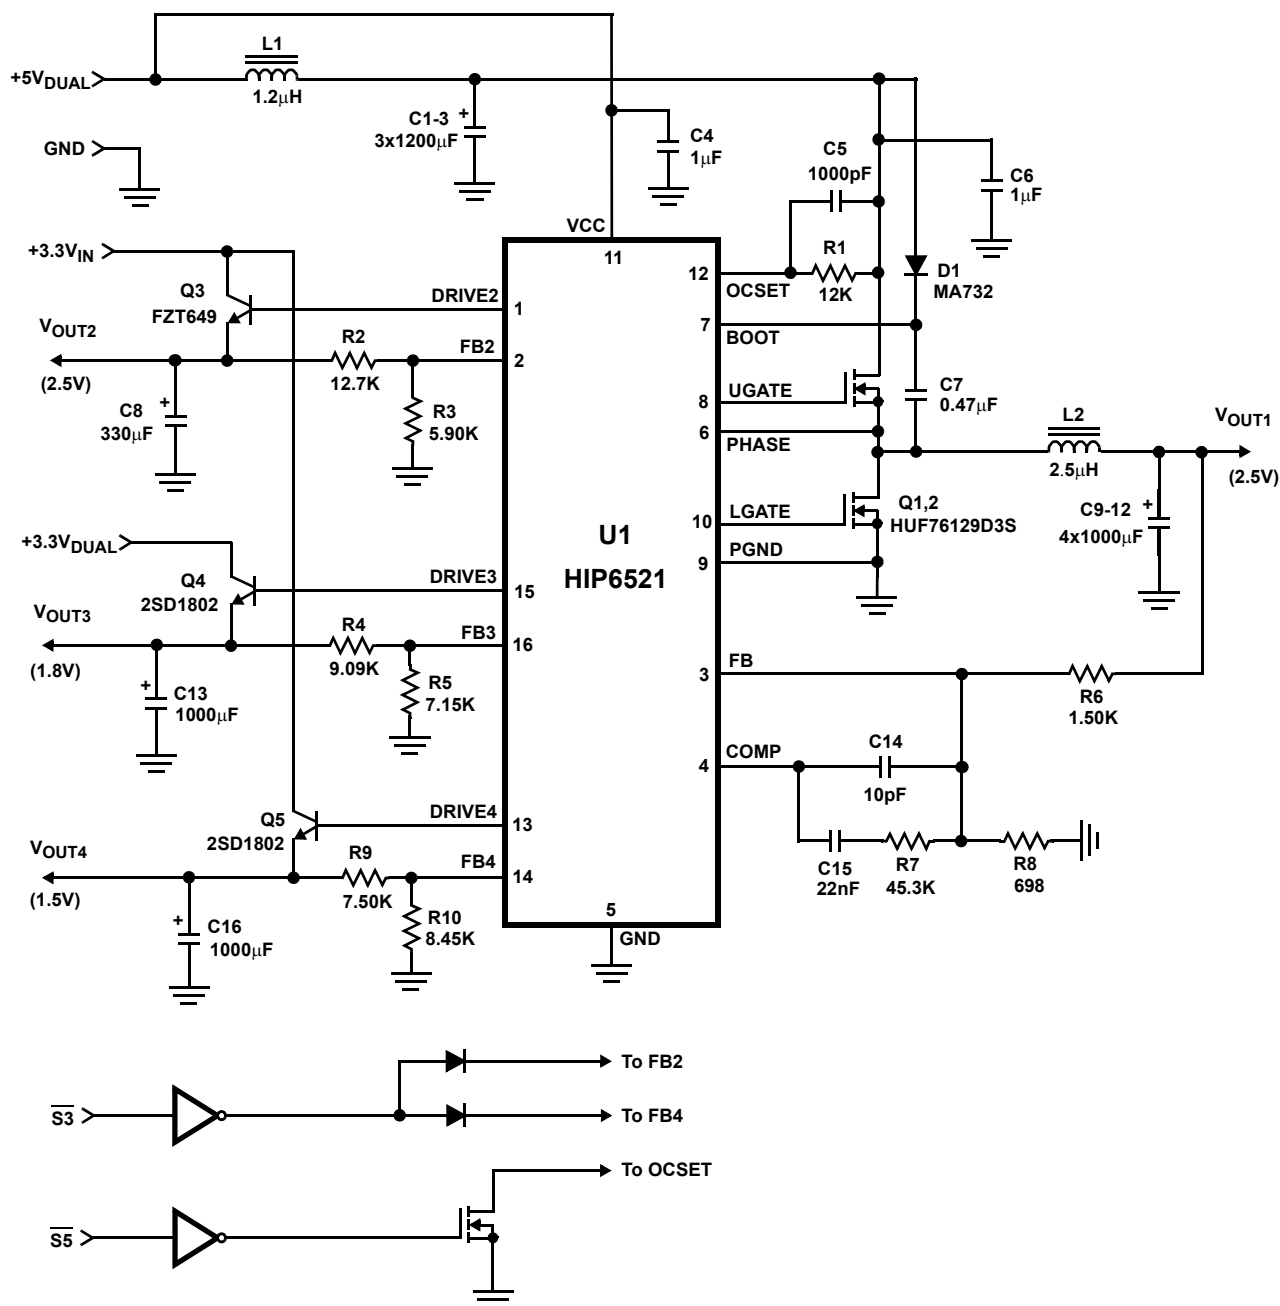 L1
+5VDUAL
1.2μH
C1-3 +
3x1200μF
C4
1μF
C5
1000pF
C6
1μF
GND
VCC
11
+3.3VIN
12
OCSET
R1
12K
D1
MA732
Q3
FZT649
DRIVE2
1
7
BOOT
VOUT2
(2.5V)
R2
12.7K
FB2
2
C8 +
330μF
R3
5.90K
8
UGATE
C7
0.47μF
6
PHASE
L2
2.5μH
VOUT1
(2.5V)
10
LGATE
Q1,2
HUF76129D3S
C9-12 +
4x1000μF
9
PGND
U1
HIP6521
+3.3VDUAL
Q4
2SD1802
DRIVE3
15
VOUT3
(1.8V)
R4
9.09K
FB3
16
+ C13
1000μF
R5
7.15K
3
FB
R6
1.50K
4
COMP
C14
10pF
Q5
2SD1802
DRIVE4
13
VOUT4
(1.5V)
R9
7.50K
FB4
14
C15
22nF
R7
45.3K
R8
698
+ C16
1000μF
R10
8.45K
5
GND
To FB2
S3
To FB4
To OCSET
S5